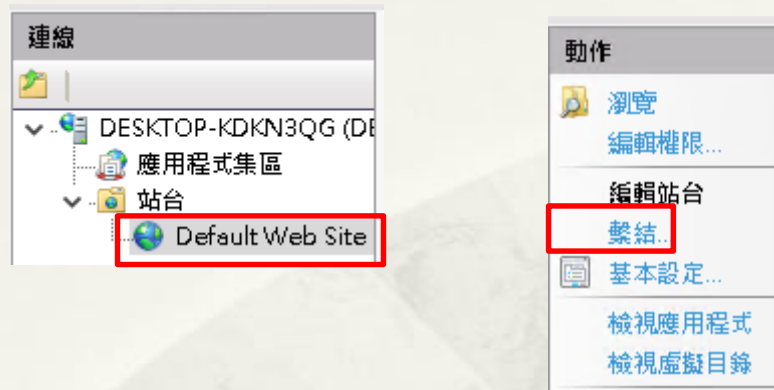 連線
DESKTOP-KDKN3QG (DE
應用程式集區
站台
Default Web Site
動作
瀏覽
編輯權限...
編輯站台
繫結...
基本設定...
檢視應用程式
檢視虛擬目錄